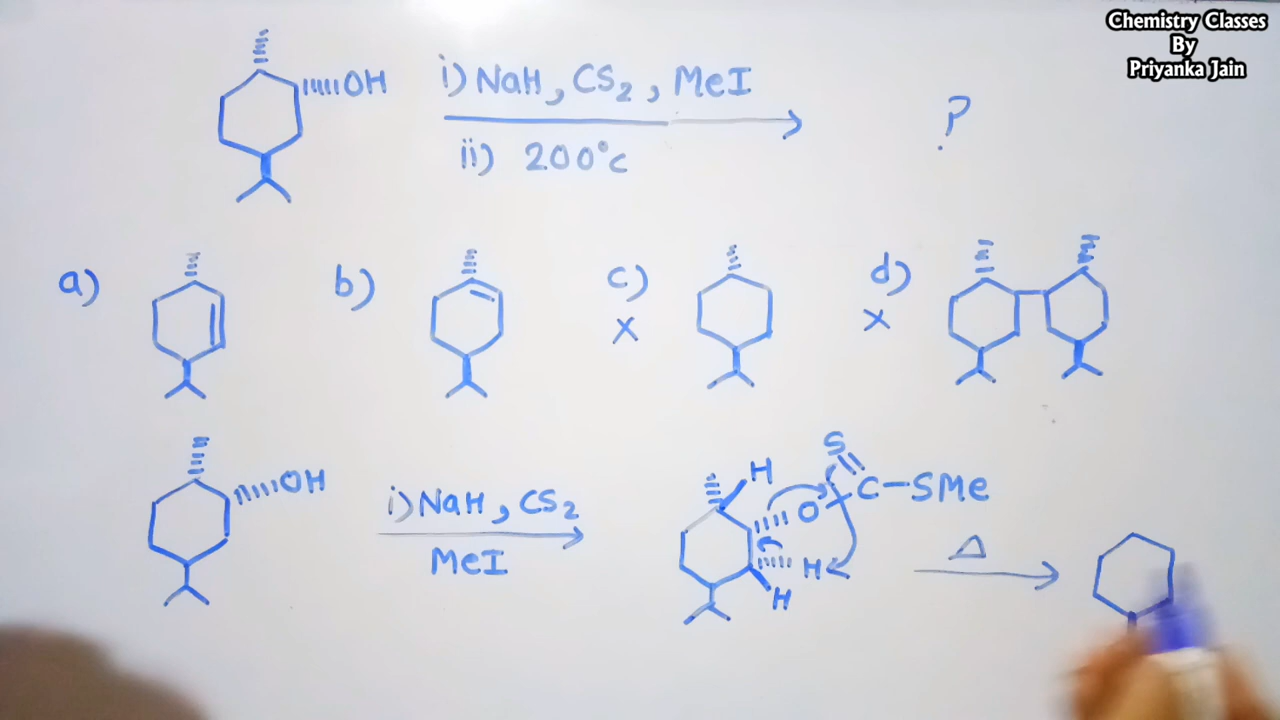 Chemistry Classes
By
Priyanka Jain
OH
i) NaH, CS2, MeI
ii) 200°C
?
a)
b)
c)
x
d)
x
OH
i) NaH, CS2
MeI
H
S
O
C-SMe
H
H
Δ